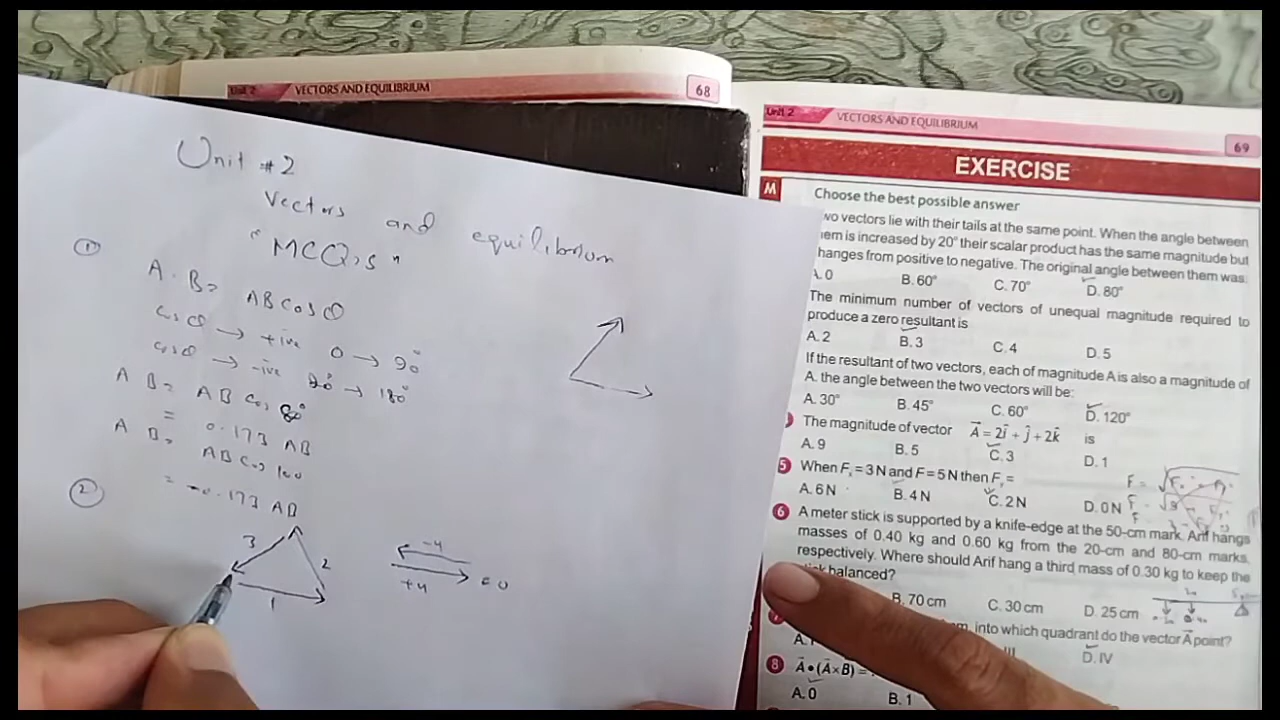 Unit 2 VECTORS AND EQUILIBRIUM 68
Unit #2
Vectors and equilibrium
"MCQ,s"
①
A . B = AB Cos θ
Cos θ → +ive 0 → 90°
cos θ → -ive 90° → 180°
A B = AB Cos 80°
= 0.173 AB
A B = AB Cos 100
= -0.173 AB
②
3 2 1
-4
+4 = 0
Unit 2 VECTORS AND EQUILIBRIUM 69
EXERCISE
M Choose the best possible answer
wo vectors lie with their tails at the same point. When the angle between
em is increased by 20° their scalar product has the same magnitude but
hanges from positive to negative. The original angle between them was:
A. 0 B. 60° C. 70° D. 80°
The minimum number of vectors of unequal magnitude required to
produce a zero resultant is
A. 2 B. 3 C. 4 D. 5
If the resultant of two vectors, each of magnitude A is also a magnitude of
A. the angle between the two vectors will be:
A. 30° B. 45° C. 60° D. 120°
The magnitude of vector A⃗ = 2î + ĵ + 2k̂ is
A. 9 B. 5 C. 3 D. 1
5 When Fₓ = 3 N and F = 5 N then Fᵧ =
A. 6 N B. 4 N C. 2 N D. 0 N
6 A meter stick is supported by a knife-edge at the 50-cm mark. Arif hangs
masses of 0.40 kg and 0.60 kg from the 20-cm and 80-cm marks,
respectively. Where should Arif hang a third mass of 0.30 kg to keep the
balanced?
B. 70 cm C. 30 cm D. 25 cm
into which quadrant do the vector A⃗ point?
A. D. IV
8 A⃗ • (A⃗ × B⃗) =
A. 0 B. 1